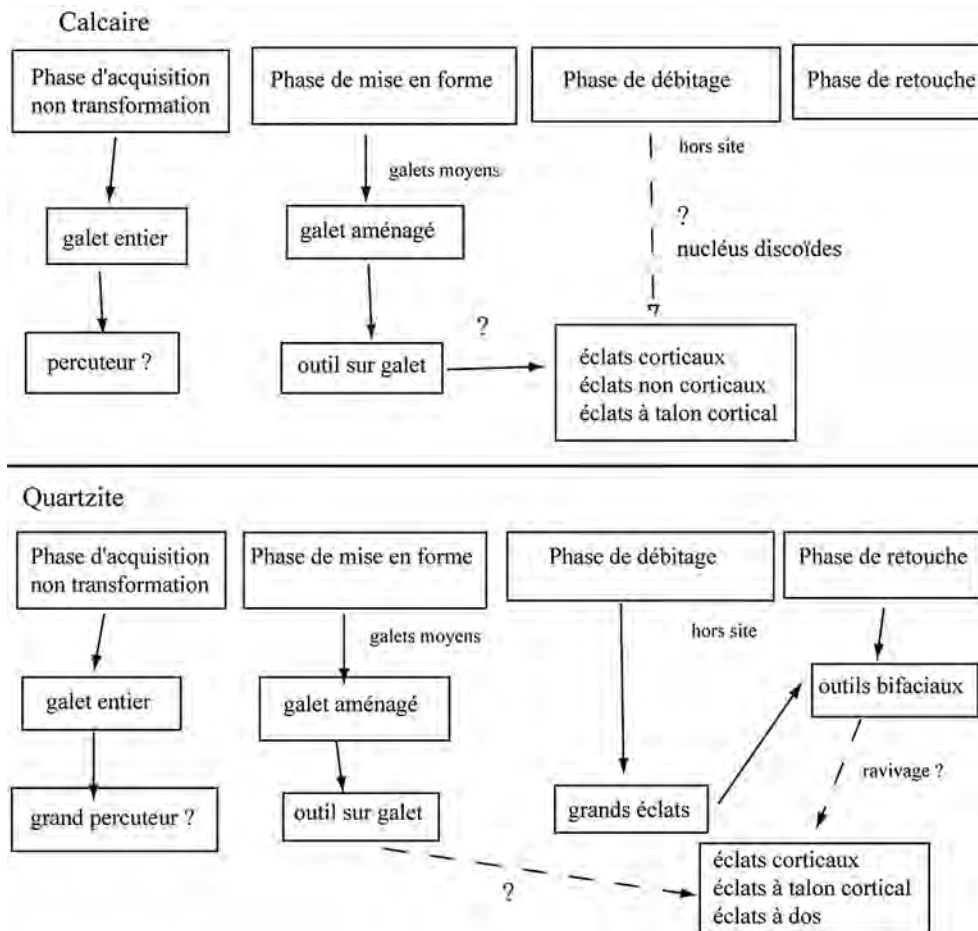 Calcaire
Phase d'acquisition
non transformation
Phase de mise en forme
Phase de débitage
Phase de retouche
galets moyens
hors site
galet entier
galet aménagé
?
nucléus discoïdes
percuteur ?
outil sur galet
?
éclats corticaux
éclats non corticaux
éclats à talon cortical
Quartzite
Phase d'acquisition
non transformation
Phase de mise en forme
Phase de débitage
Phase de retouche
galets moyens
hors site
galet entier
galet aménagé
outils bifaciaux
ravivage ?
grand percuteur ?
outil sur galet
grands éclats
?
éclats corticaux
éclats à talon cortical
éclats à dos